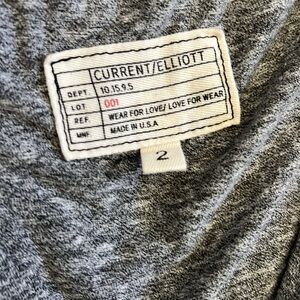 CURRENT/ELLIOTT
DEPT. 10.15.9.5
LOT 001
REF. WEAR FOR LOVE/ LOVE FOR WEAR
MNF MADE IN U.S.A
2